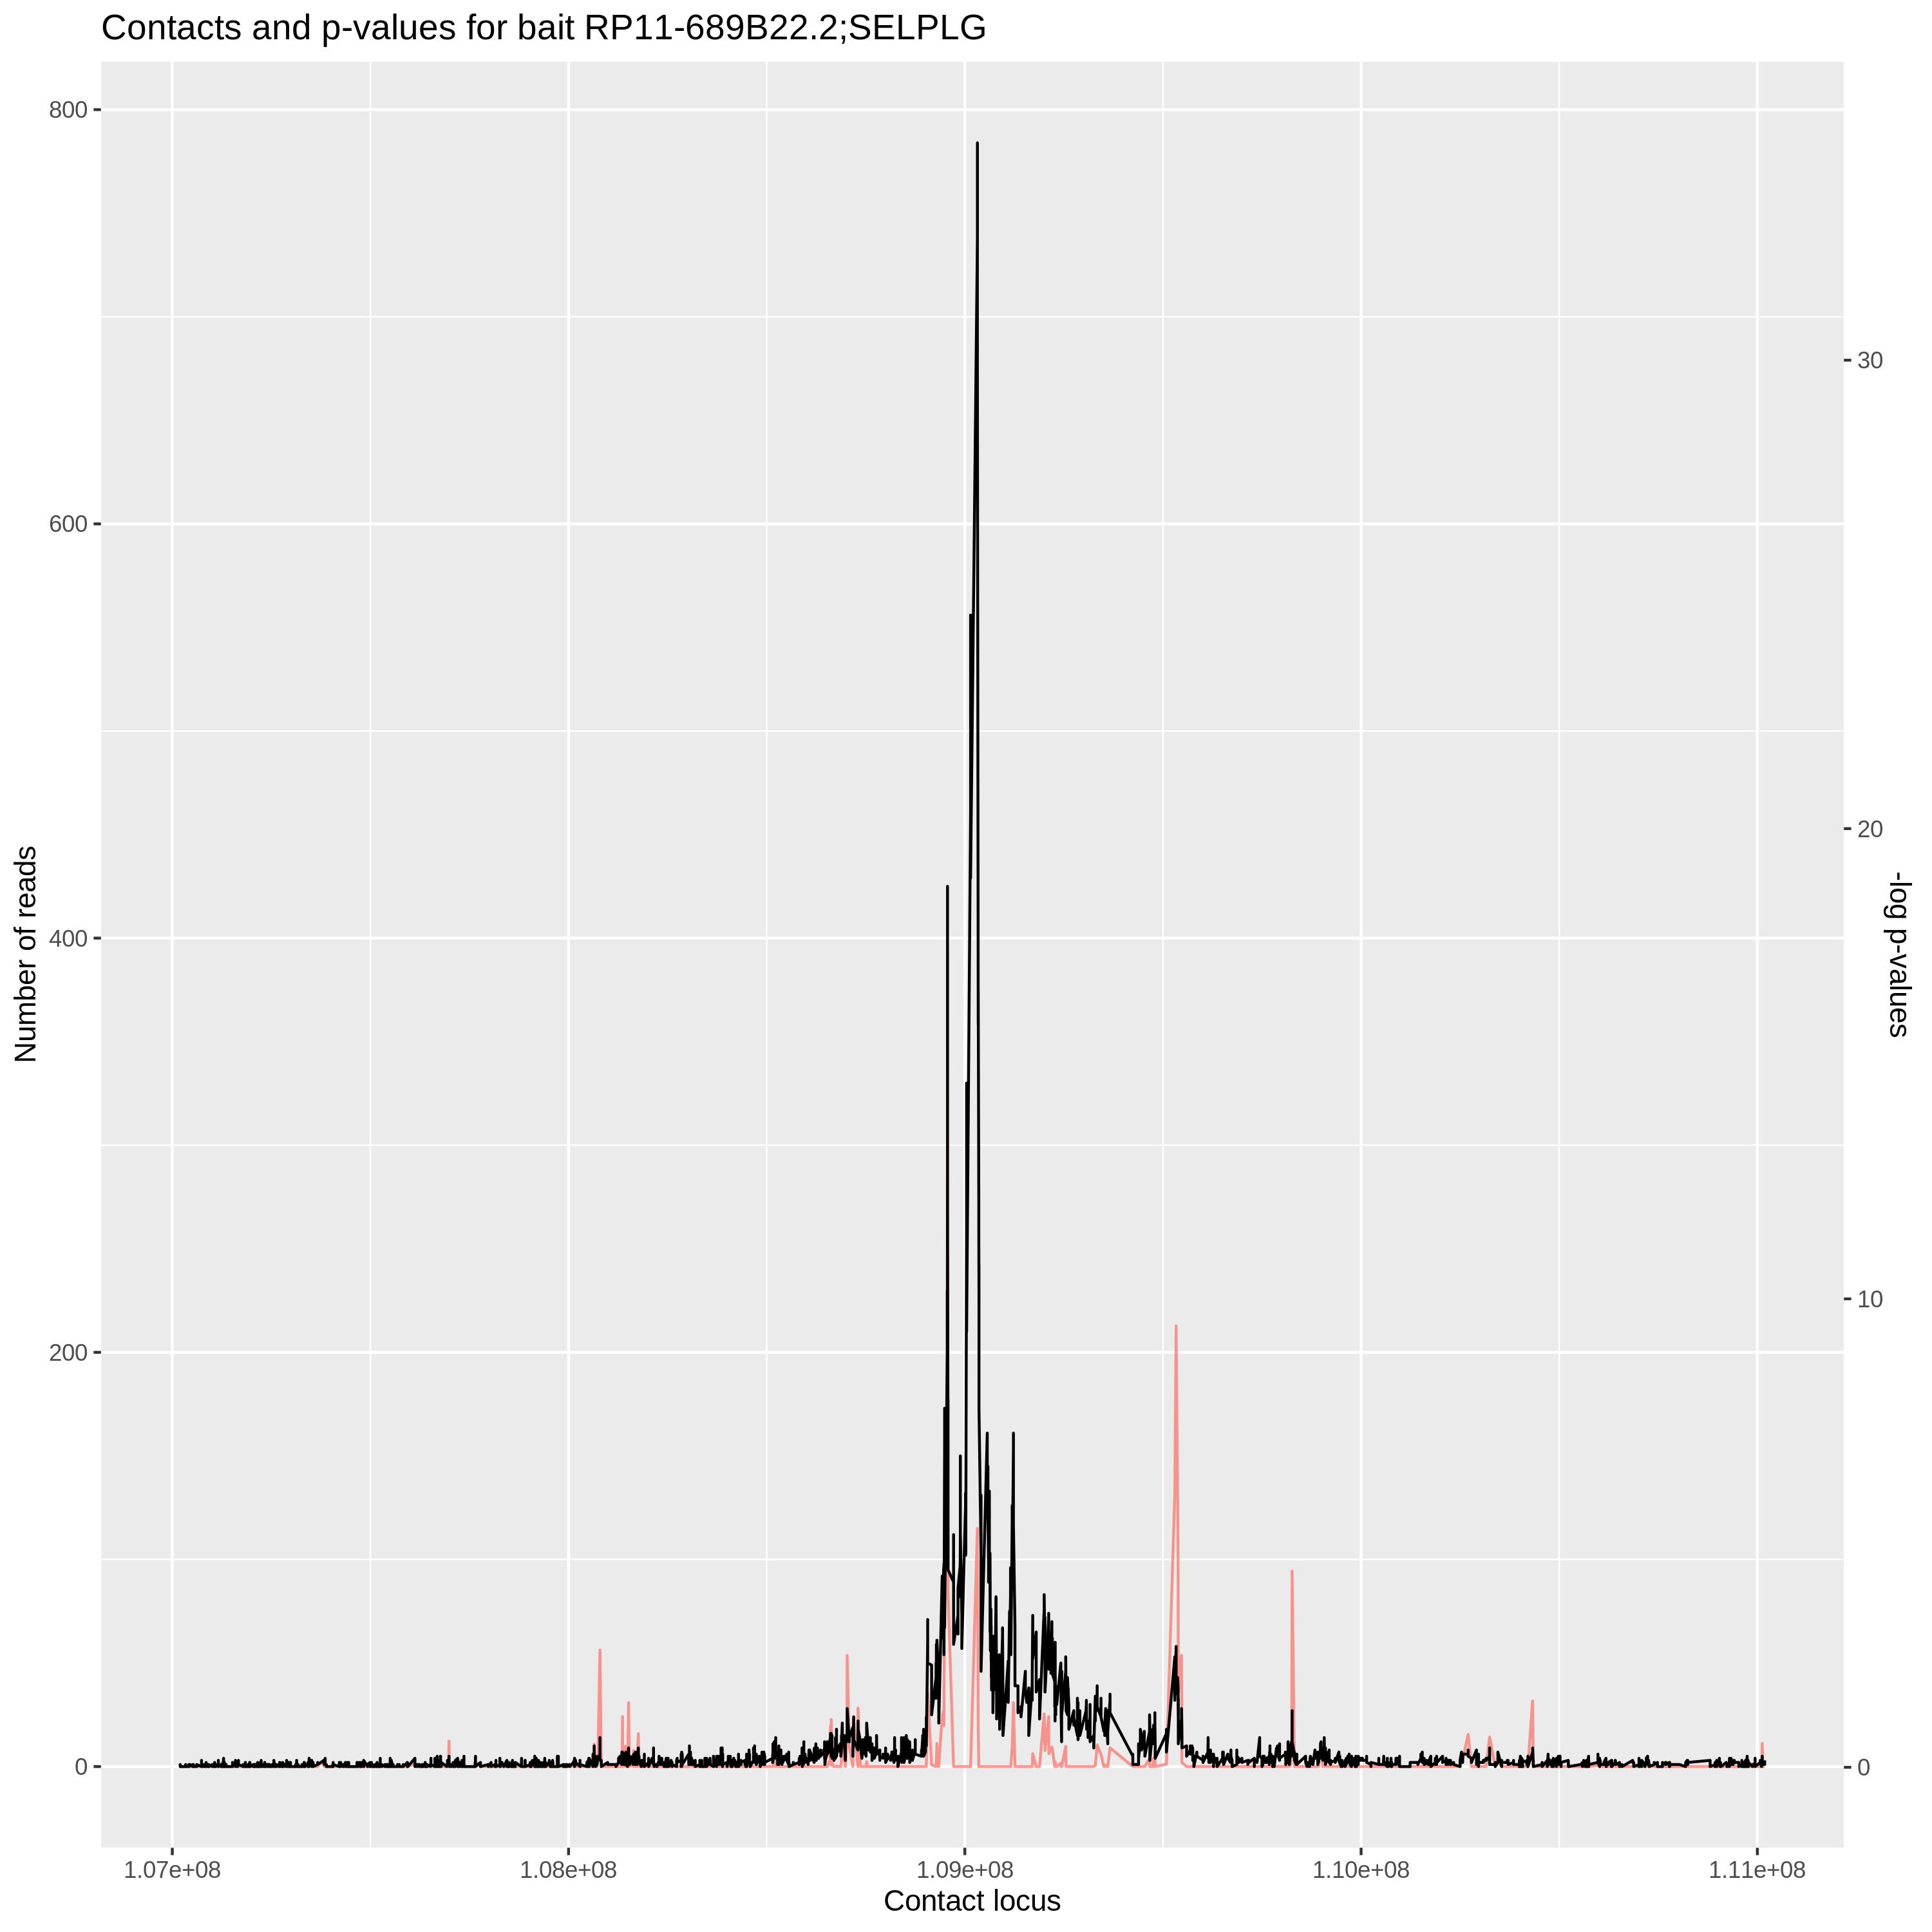 Contacts and p-values for bait RP11-689B22.2;SELPLG
800
600
400
200
0
Number of reads
30
20
10
0
-log p-values
1.07e+08
1.08e+08
1.09e+08
1.10e+08
1.11e+08
Contact locus